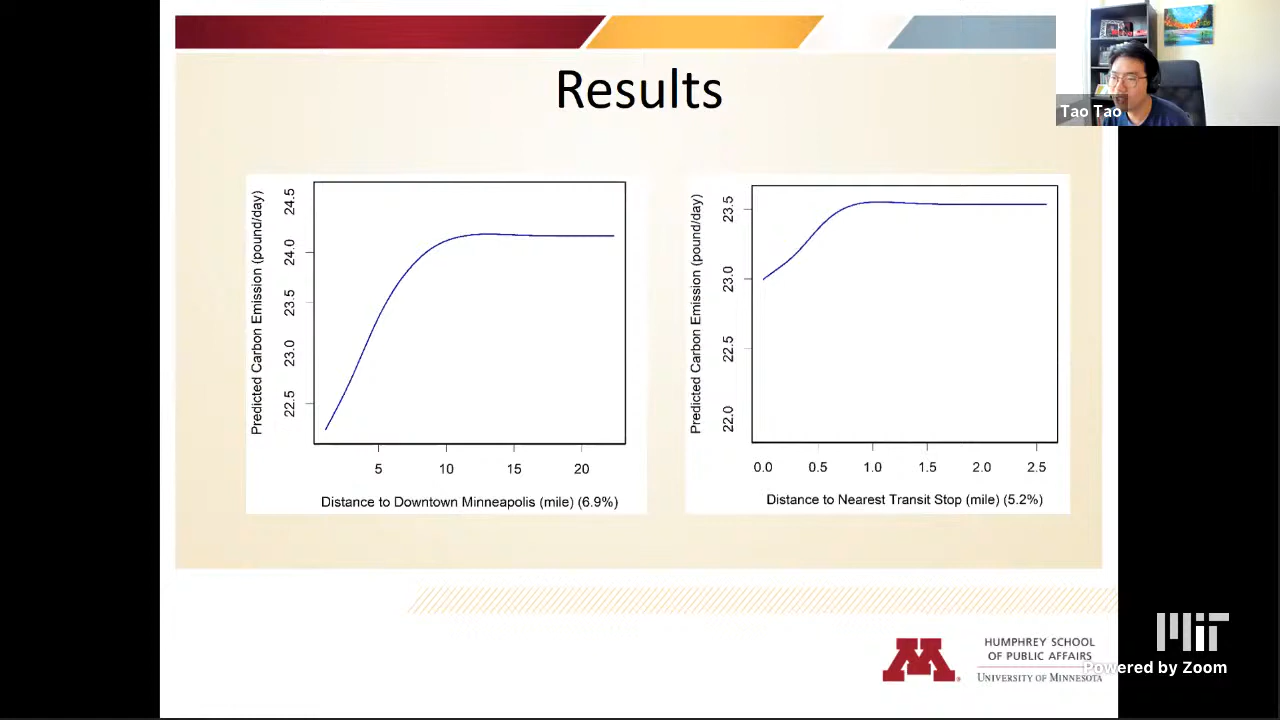 Results
Tao Tao
Predicted Carbon Emission (pound/day)
24.5
24.0
23.5
23.0
22.5
5 10 15 20
Distance to Downtown Minneapolis (mile) (6.9%)
Predicted Carbon Emission (pound/day)
23.5
23.0
22.5
22.0
0.0 0.5 1.0 1.5 2.0 2.5
Distance to Nearest Transit Stop (mile) (5.2%)
M
HUMPHREY SCHOOL
OF PUBLIC AFFAIRS
UNIVERSITY OF MINNESOTA
MIT
Powered by Zoom